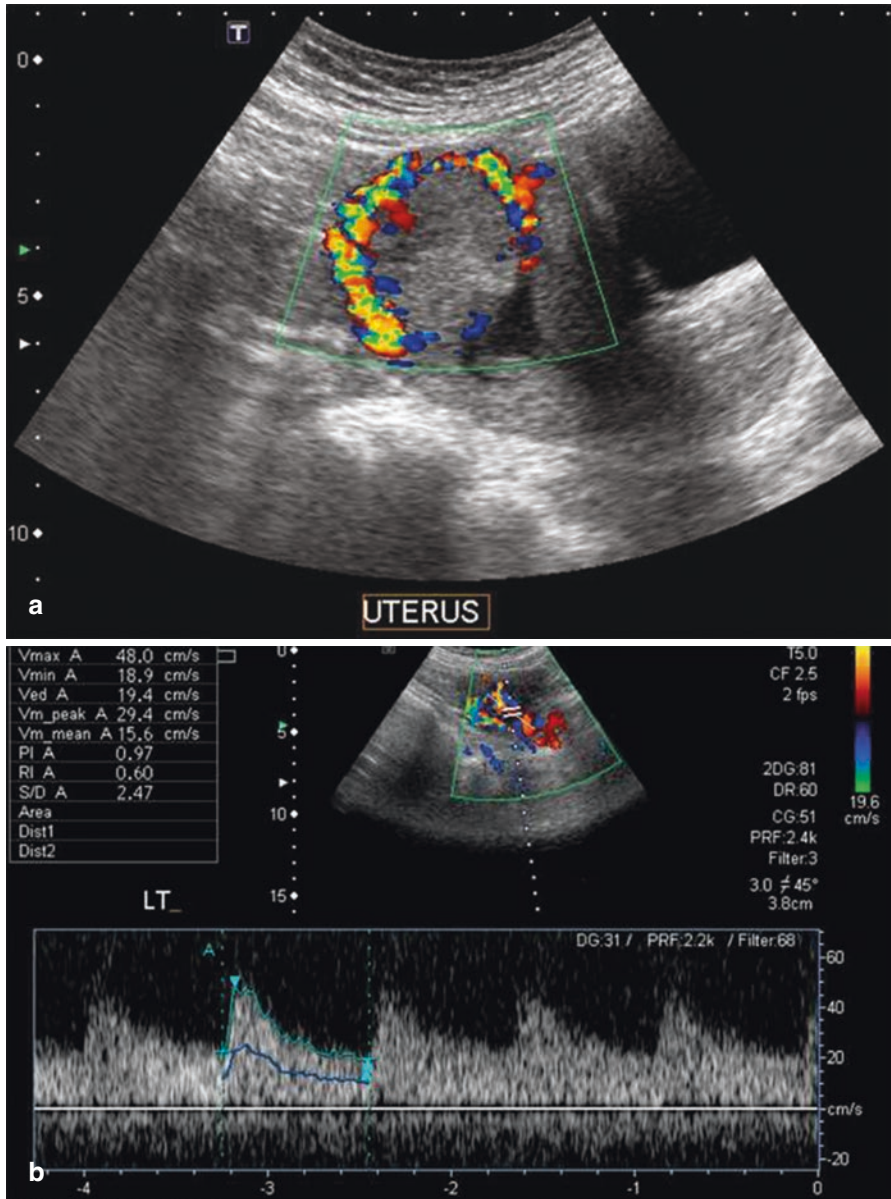 T
0
5
10
UTERUS
a
Vmax A 48.0 cm/s
Vmin A 18.9 cm/s
Ved A 19.4 cm/s
Vm_peak A 29.4 cm/s
Vm_mean A 15.6 cm/s
PI A 0.97
RI A 0.60
S/D A 2.47
Area
Dist1
Dist2
LT_
0
5
10
15
T5.0
CF 2.5
2 fps
2DG:81
DR:60
CG:51
PRF:2.4k
Filter:3
3.0 ≠ 45°
3.8cm
19.6
cm/s
A
DG:31 / PRF:2.2k / Filter:68
60
40
20
cm/s
-20
b
-4 -3 -2 -1 0